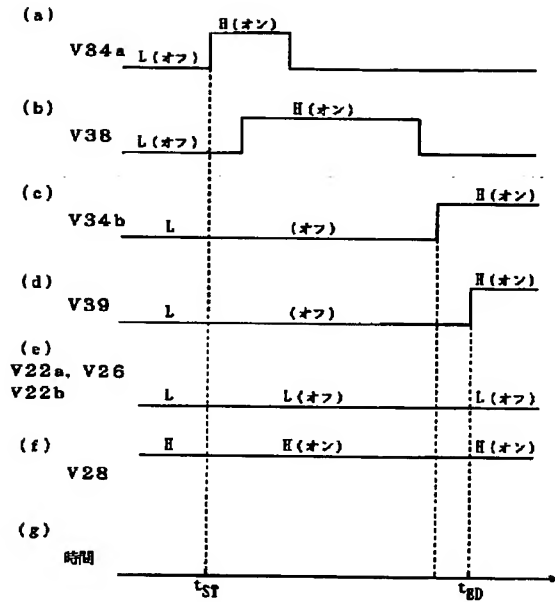 (a)
H(オン)
V34a
L(オフ)
(b)
H(オン)
V38
L(オフ)
(c)
H(オン)
V34b
L
(オフ)
(d)
H(オン)
V39
L
(オフ)
(e)
V22a, V26
V22b
L
L(オフ)
L(オフ)
(f)
H
H(オン)
H(オン)
V28
(g)
時間
tST
tED